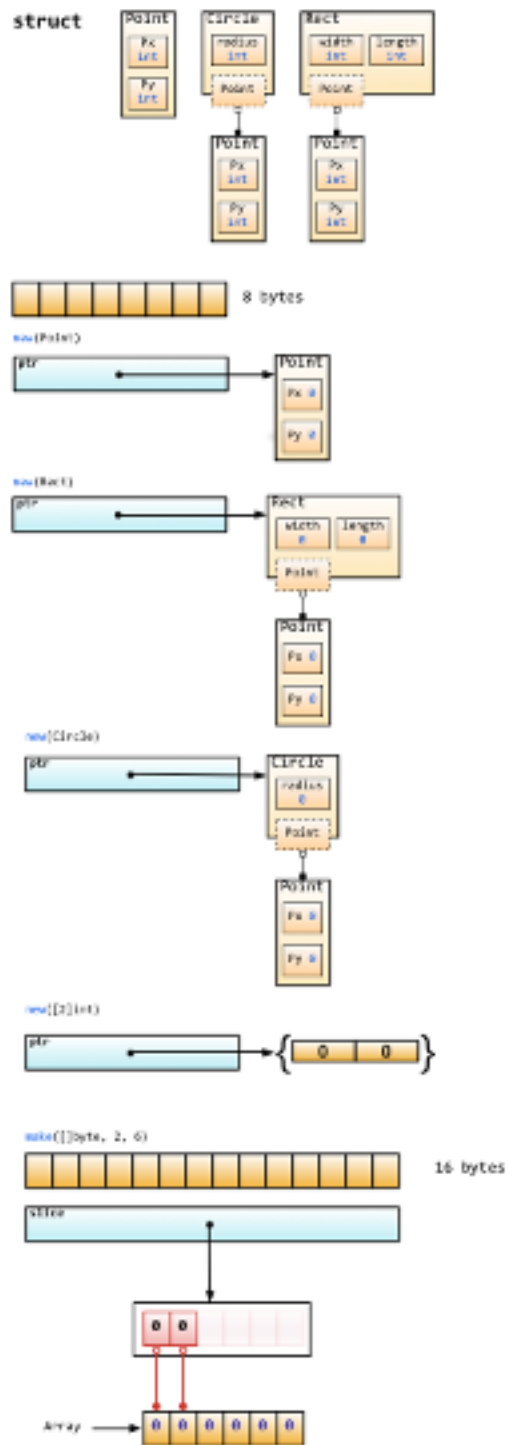 struct
Point
Px
int
Py
int
Circle
radius
int
Point
Point
Px
int
Py
int
Rect
width
int
length
int
Point
Point
Px
int
Py
int
8 bytes
new(Point)
ptr
Point
Px 0
Py 0
new(Rect)
ptr
Rect
width
0
length
0
Point
Point
Px 0
Py 0
new(Circle)
ptr
Circle
radius
0
Point
Point
Px 0
Py 0
new([2]int)
ptr
{ 0 0 }
make([]byte, 2, 6)
16 bytes
slice
0 0
Array 0 0 0 0 0 0